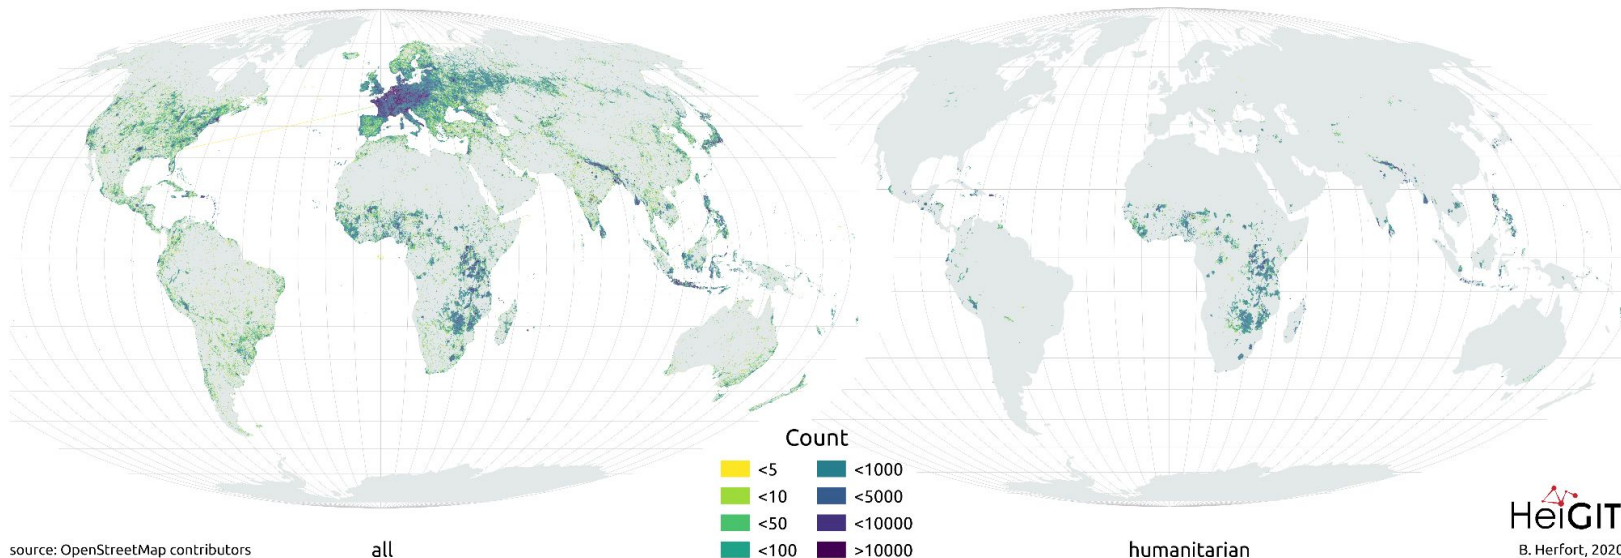 Count
<5
<10
<50
<100
<1000
<5000
<10000
>10000
source: OpenStreetMap contributors
all
humanitarian
HeiGIT
B. Herfort, 2020